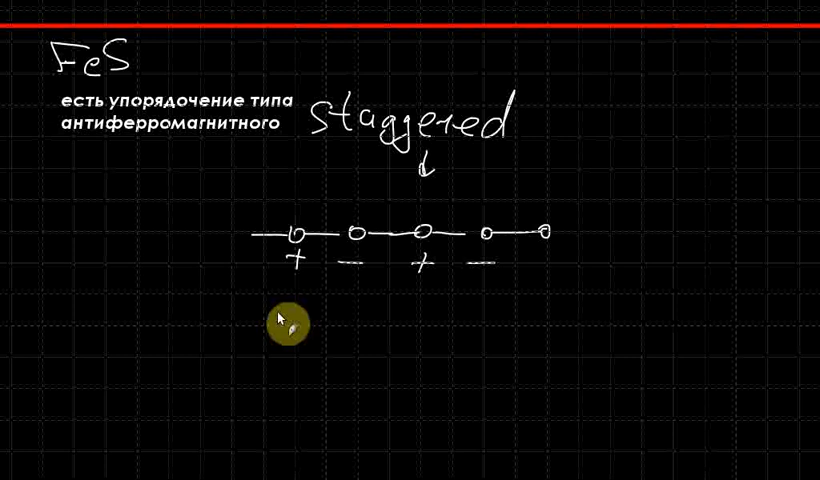 FeS
есть упорядочение типа
антиферромагнитного
staggered
+ — + —